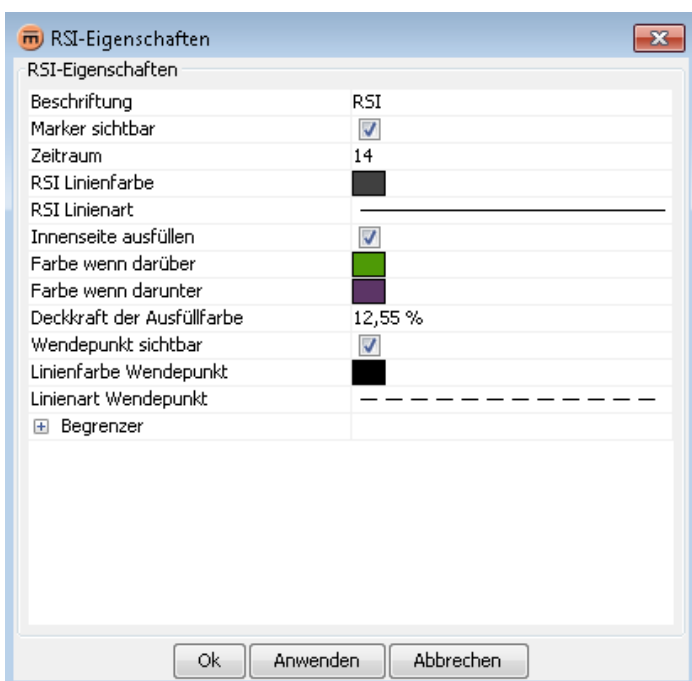 RSI-Eigenschaften
RSI-Eigenschaften
Beschriftung RSI
Marker sichtbar
Zeitraum 14
RSI Linienfarbe
RSI Linienart
Innenseite ausfüllen
Farbe wenn darüber
Farbe wenn darunter
Deckkraft der Ausfüllfarbe 12,55 %
Wendepunkt sichtbar
Linienfarbe Wendepunkt
Linienart Wendepunkt
Begrenzer
Ok Anwenden Abbrechen